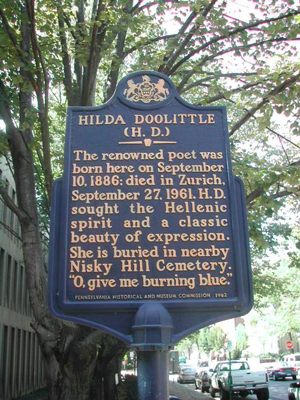 HILDA DOOLITTLE
(H. D.)
The renowned poet was
born here on September
10, 1886; died in Zurich,
September 27, 1961. H.D.
sought the Hellenic
spirit and a classic
beauty of expression.
She is buried in nearby
Nisky Hill Cemetery.
"O, give me burning blue."
PENNSYLVANIA HISTORICAL AND MUSEUM COMMISSION 1982